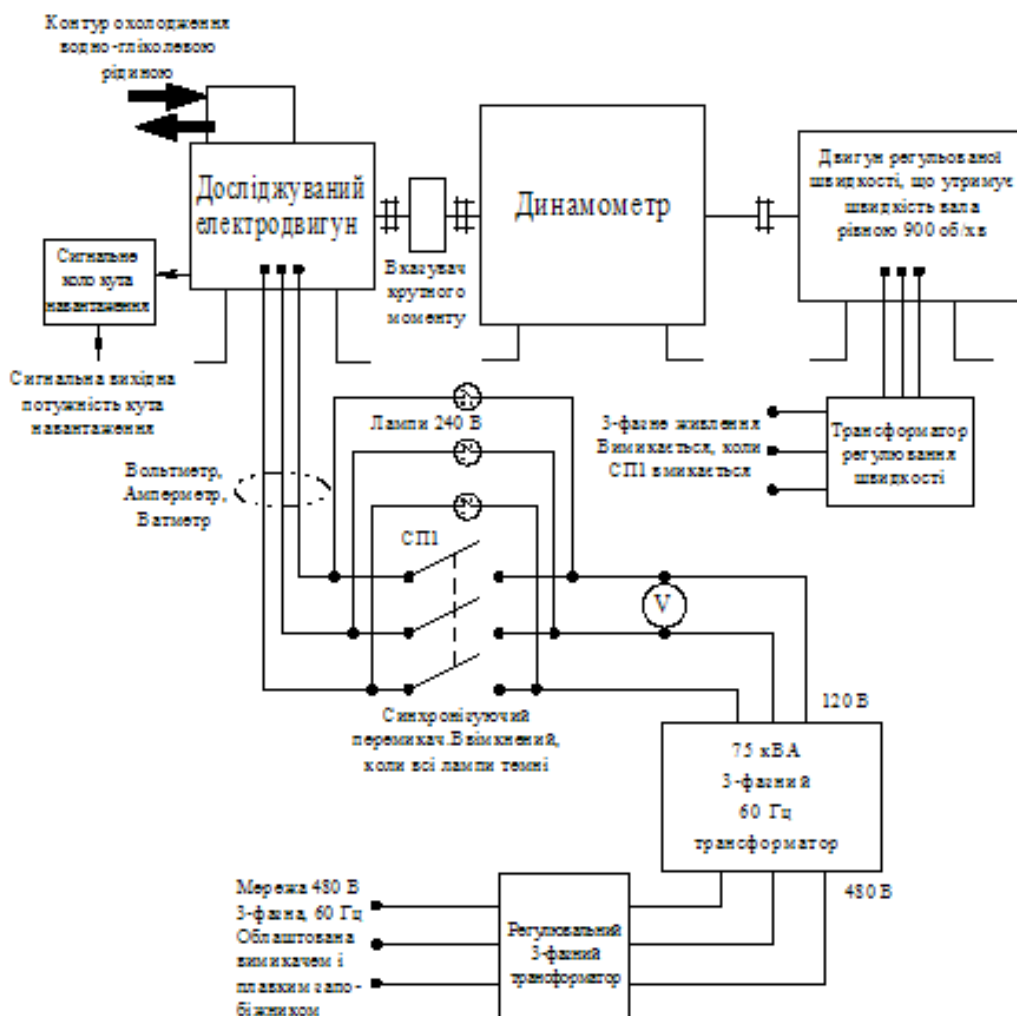 Контур охолодження
водно-гліколевою
рідиною
Досліджуваний
електродвигун
Вказувач
крутного
моменту
Динамометр
Двигун регульованої
швидкості, що утримує
швидкість вала
рівною 900 об/хв
Сигнальне
коло кута
навантаження
Сигнальна вихідна
потужність кута
навантаження
Лампи 240 В
3-фазне живлення
Вимикається, коли
СП1 вмикається
Трансформатор
регулювання
швидкості
Вольтметр,
Амперметр,
Ватметр
СП1
V
Синхронізуючий
перемикач.Ввімкнений,
коли всі лампи темні
120 В
75 кВА
3-фазний
60 Гц
трансформатор
480 В
Мережа 480 В
3-фазна, 60 Гц
Облаштована
вимикачем і
плавким запо-
біжником
Регулювальний
3-фазний
трансформатор